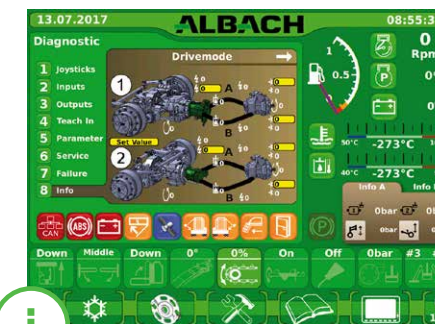 13.07.2017 ALBACH 08:55:3
Diagnostic
Drivemode
1 Joysticks
2 Inputs
3 Outputs
4 Teach In
5 Parameter
6 Service
7 Failure
8 Info
1
A
B
Set Value
2
A
B
1
0.5
0
Rpm
P
50°C -273°C
40°C -273°C
Info A Info
0bar
0bar
CAN
ABS
P
Down Middle Down 0° 0% On Off 0bar #3